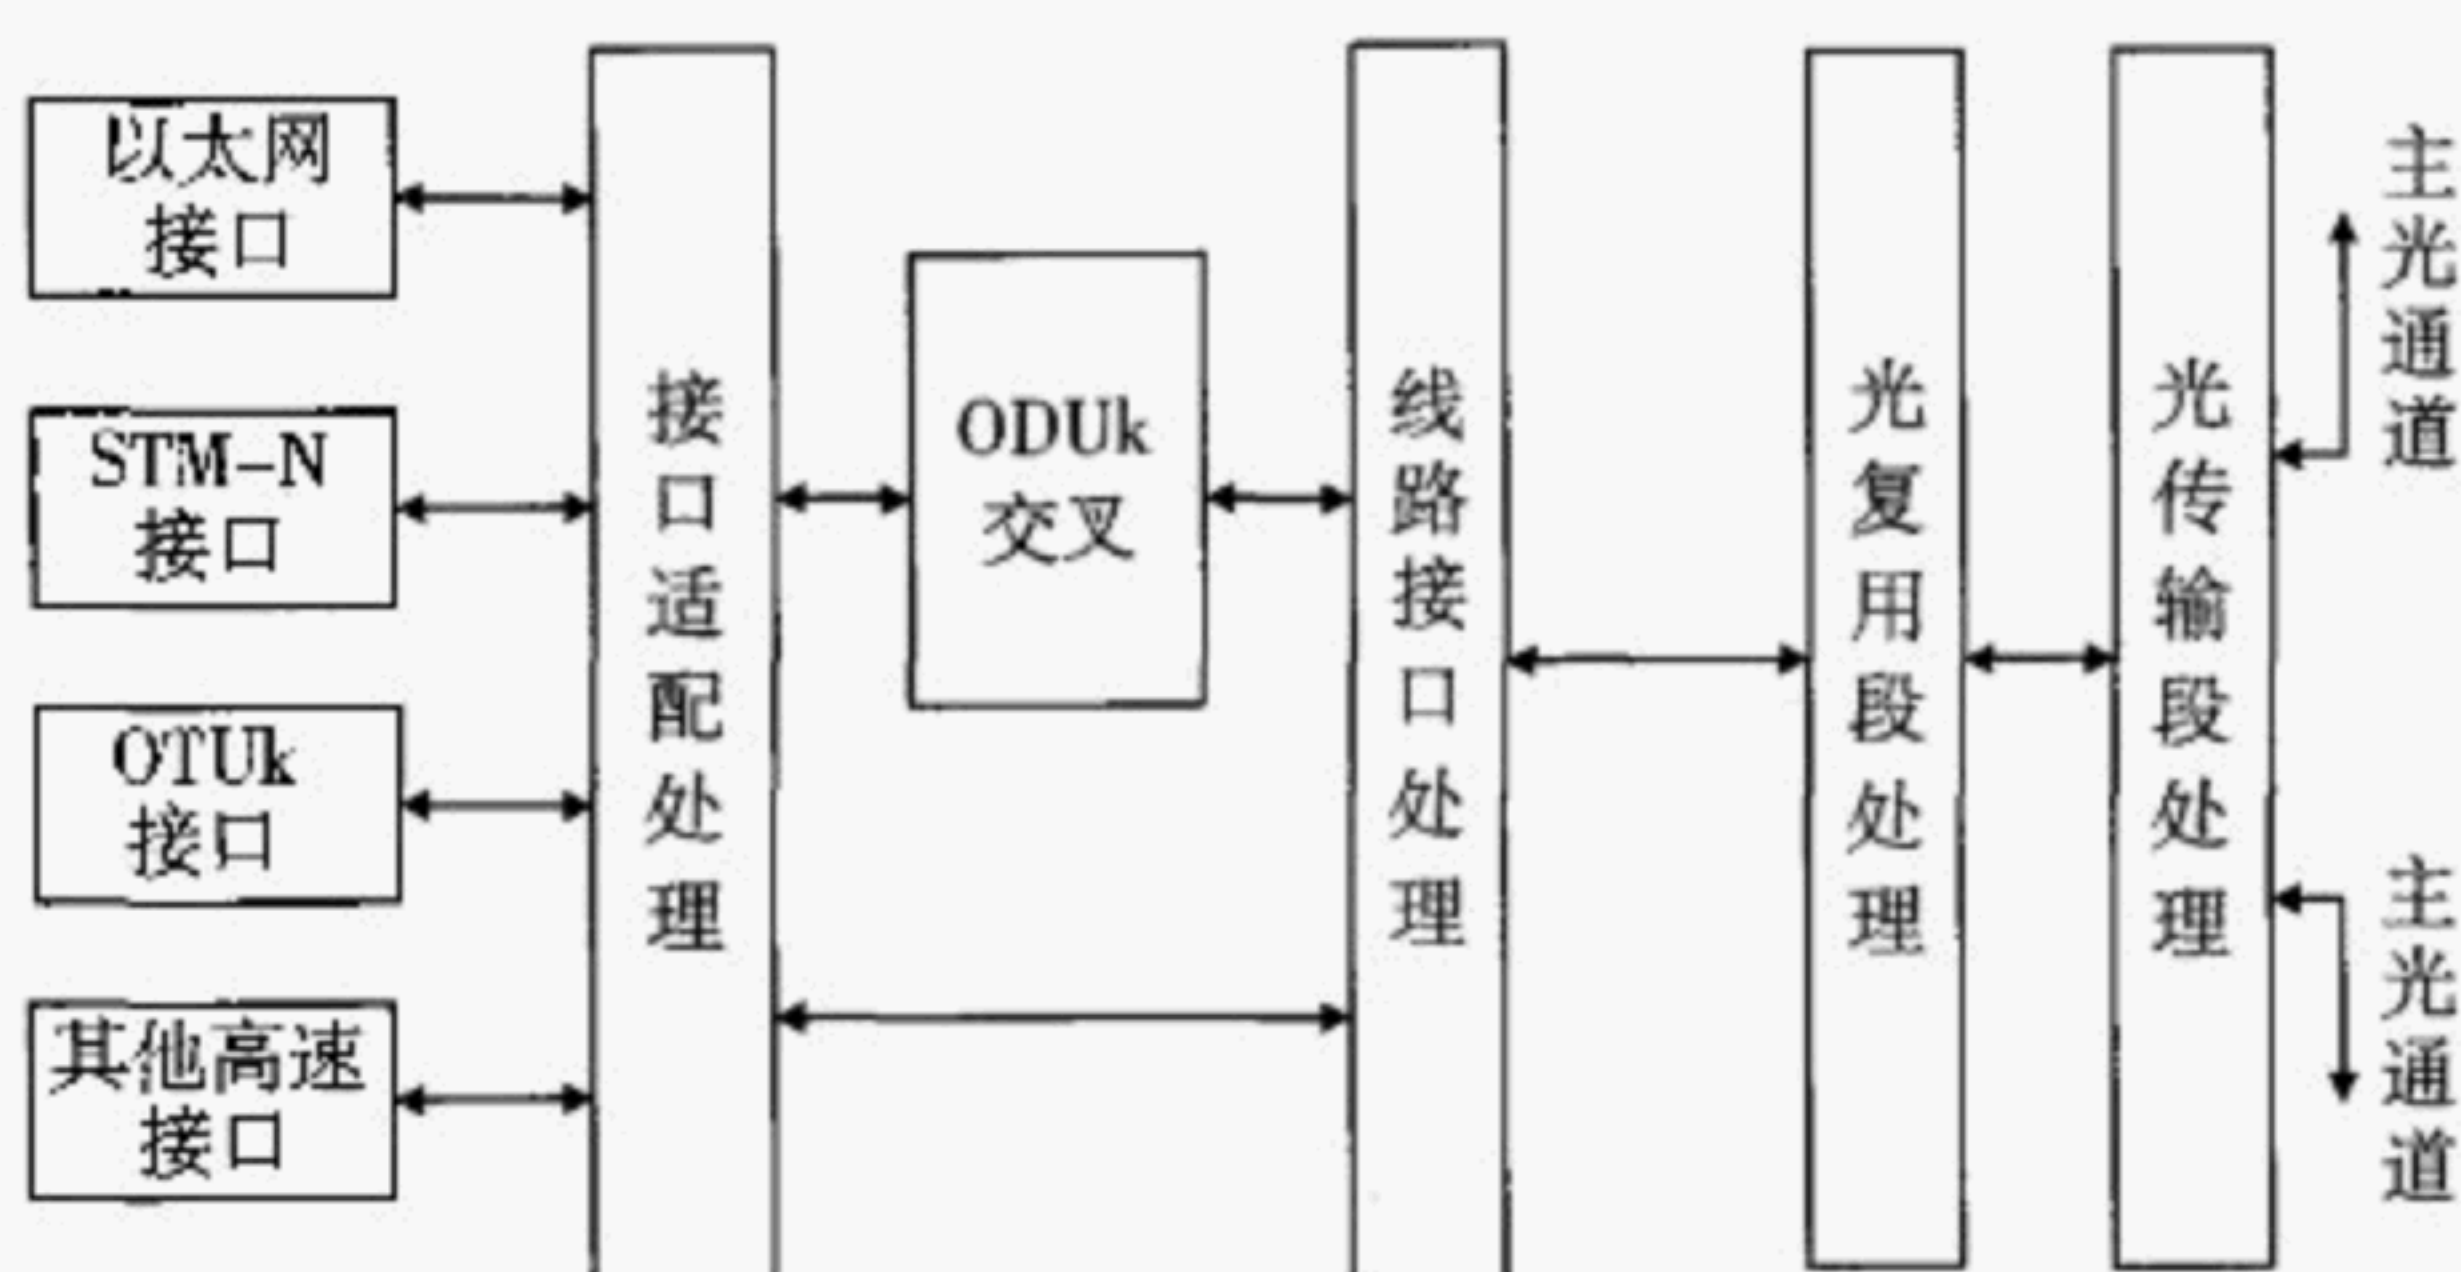 以太网
接口
STM-N
接口
OTUk
接口
其他高速
接口
接口适配处理
ODUk
交叉
线路接口处理
光复用段处理
光传输段处理
主光通道
主光通道